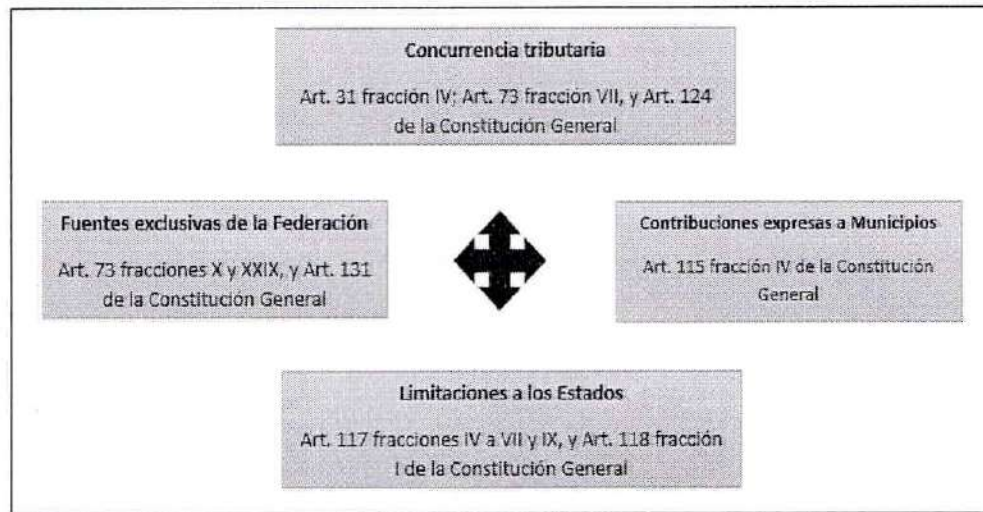 Concurrencia tributaria
Art. 31 fracción IV; Art. 73 fracción VII, y Art. 124
de la Constitución General
Fuentes exclusivas de la Federación
Art. 73 fracciones X y XXIX, y Art. 131
de la Constitución General
Contribuciones expresas a Municipios
Art. 115 fracción IV de la Constitución
General
Limitaciones a los Estados
Art. 117 fracciones IV a VII y IX, y Art. 118 fracción
I de la Constitución General